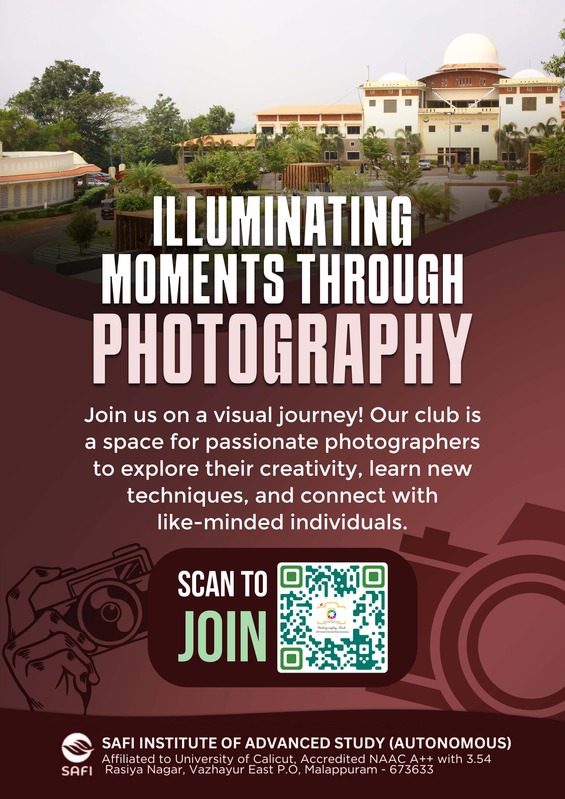 ILLUMINATING
MOMENTS THROUGH
PHOTOGRAPHY
Join us on a visual journey! Our club is
a space for passionate photographers
to explore their creativity, learn new
techniques, and connect with
like-minded individuals.
SCAN TO
JOIN
SAFI
SAFI INSTITUTE OF ADVANCED STUDY (AUTONOMOUS)
Affiliated to University of Calicut, Accredited NAAC A++ with 3.54
Rasiya Nagar, Vazhayur East P.O, Malappuram - 673633